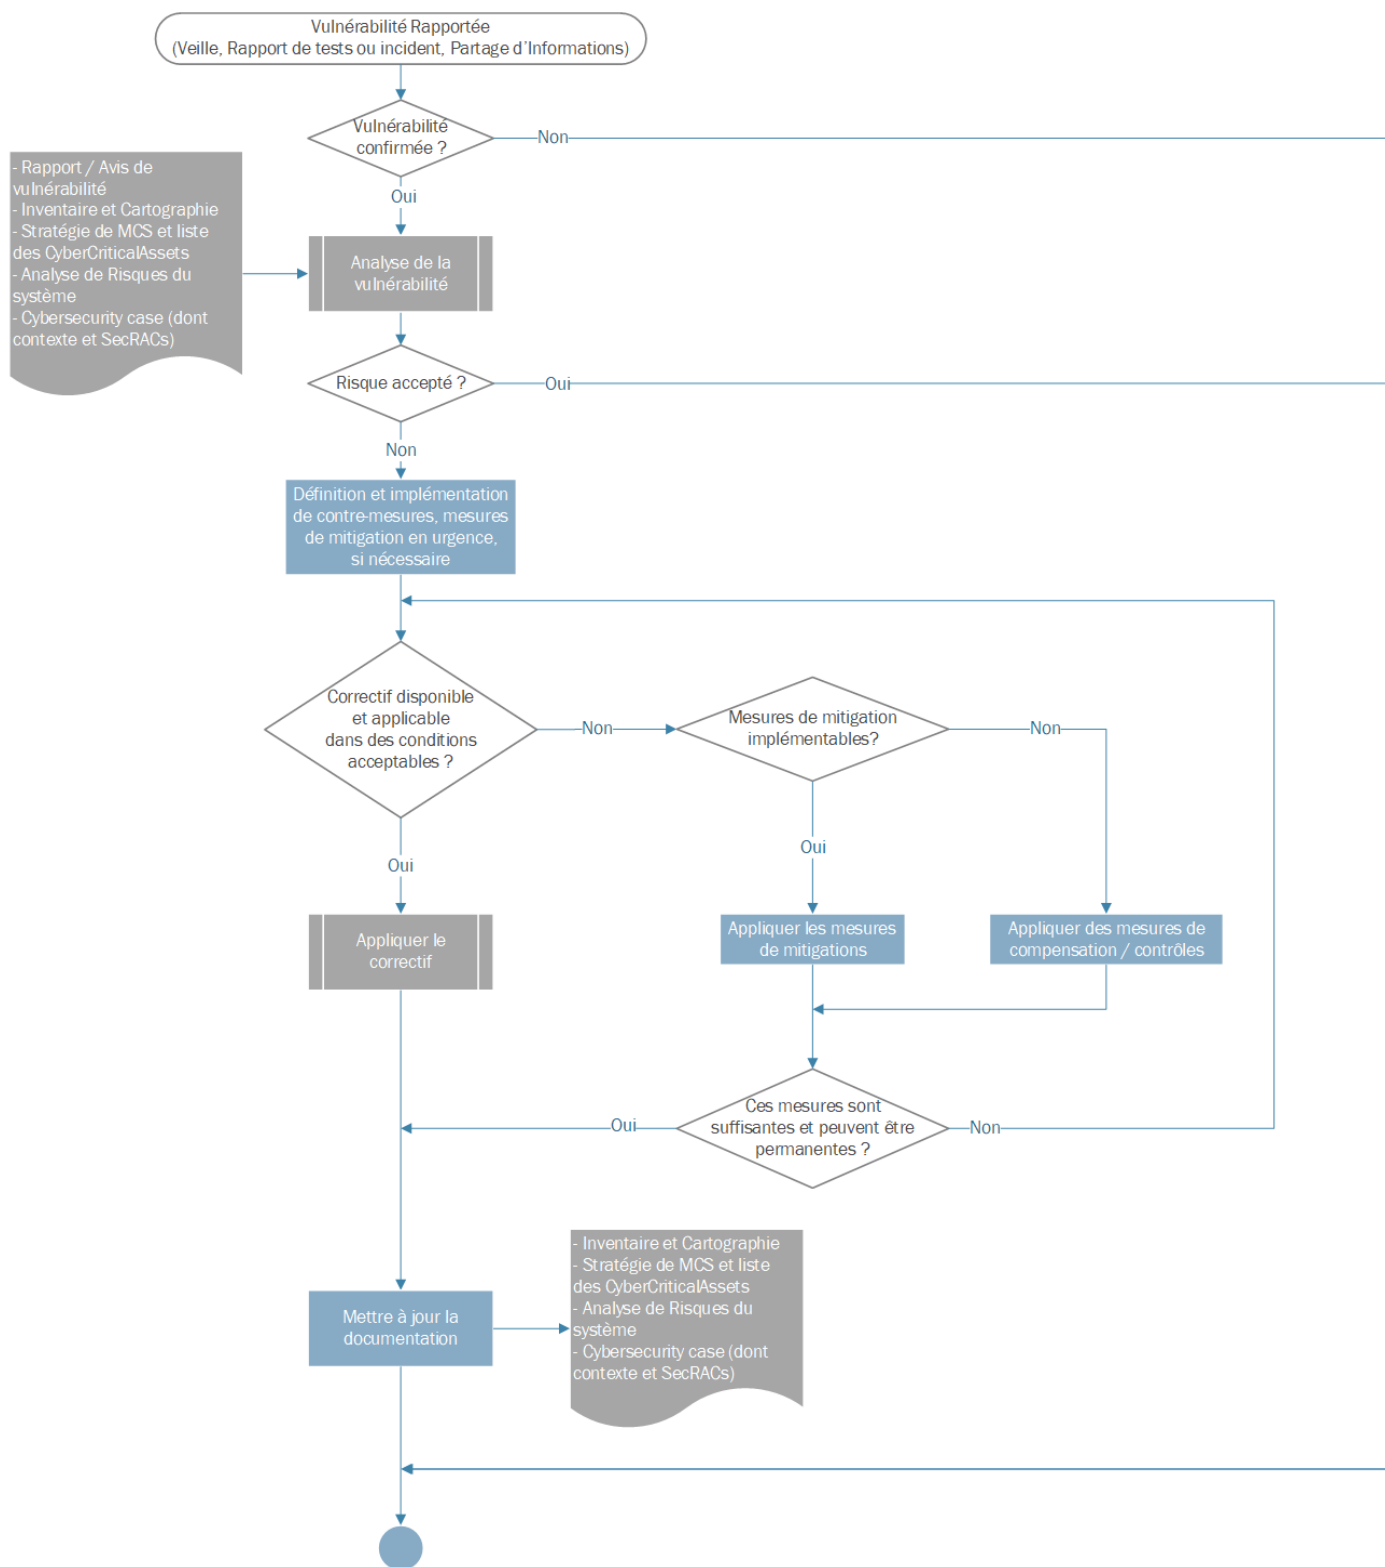 Vulnérabilité Rapportée
(Veille, Rapport de tests ou incident, Partage d'Informations)
Vulnérabilité
confirmée ?
Non
Oui
- Rapport / Avis de
vulnérabilité
- Inventaire et Cartographie
- Stratégie de MCS et liste
des CyberCriticalAssets
- Analyse de Risques du
système
- Cybersecurity case (dont
contexte et SecRACs)
Analyse de la
vulnérabilité
Risque accepté ?
Oui
Non
Définition et implémentation
de contre-mesures, mesures
de mitigation en urgence,
si nécessaire
Correctif disponible
et applicable
dans des conditions
acceptables ?
Non
Mesures de mitigation
implémentables?
Non
Oui
Oui
Appliquer le
correctif
Appliquer les mesures
de mitigations
Appliquer des mesures de
compensation / contrôles
Ces mesures sont
suffisantes et peuvent être
permanentes ?
Oui
Non
Mettre à jour la
documentation
- Inventaire et Cartographie
- Stratégie de MCS et liste
des CyberCriticalAssets
- Analyse de Risques du
système
- Cybersecurity case (dont
contexte et SecRACs)